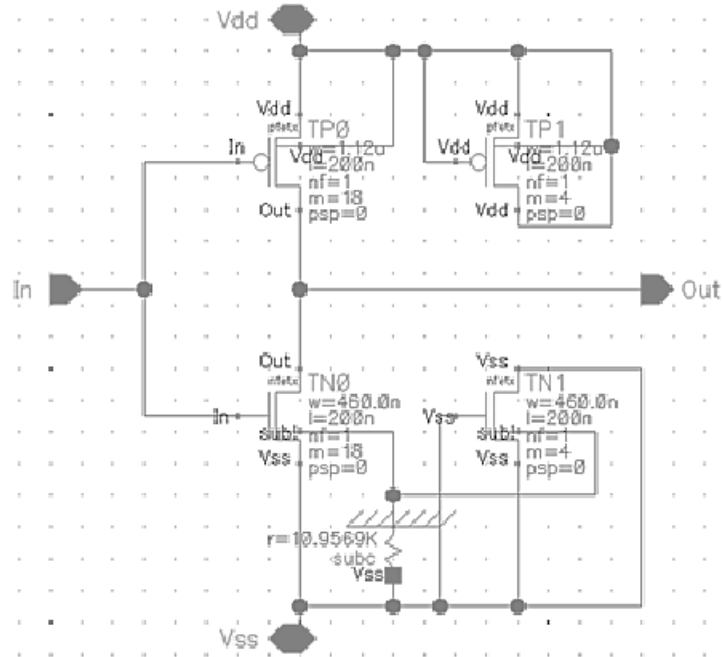 Vdd
Vdd
pfetx
TP0
In
Vdd
w=1.12u
l=200n
nf=1
m=18
Out
psp=0
Vdd
pfetx
TP1
Vdd
Vdd
w=1.12u
l=200n
nf=1
m=4
Vdd
psp=0
In
Out
Out
nfetx
TN0
w=460.0n
In
l=200n
sub!
nf=1
m=18
Vss
psp=0
Vss
nfetx
TN1
w=460.0n
Vss
l=200n
sub!
nf=1
m=4
Vss
psp=0
r=10.9569K
subc
Vss
Vss